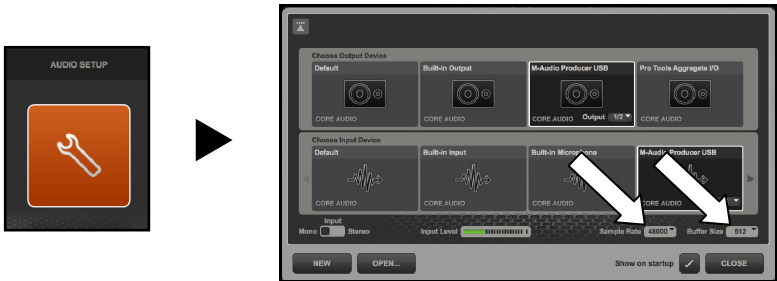 AUDIO SETUP
Choose Output Device
Default
Built-in Output
M-Audio Producer USB
Pro Tools Aggregate I/O
CORE AUDIO
CORE AUDIO
CORE AUDIO Output 1/2
CORE AUDIO
Choose Input Device
Default
Built-in Input
Built-in Microphone
M-Audio Producer USB
CORE AUDIO
CORE AUDIO
CORE AUDIO
CORE AUDIO
Input
Mono Stereo
Input Level
Sample Rate 48000
Buffer Size 512
NEW
OPEN...
Show on startup
CLOSE